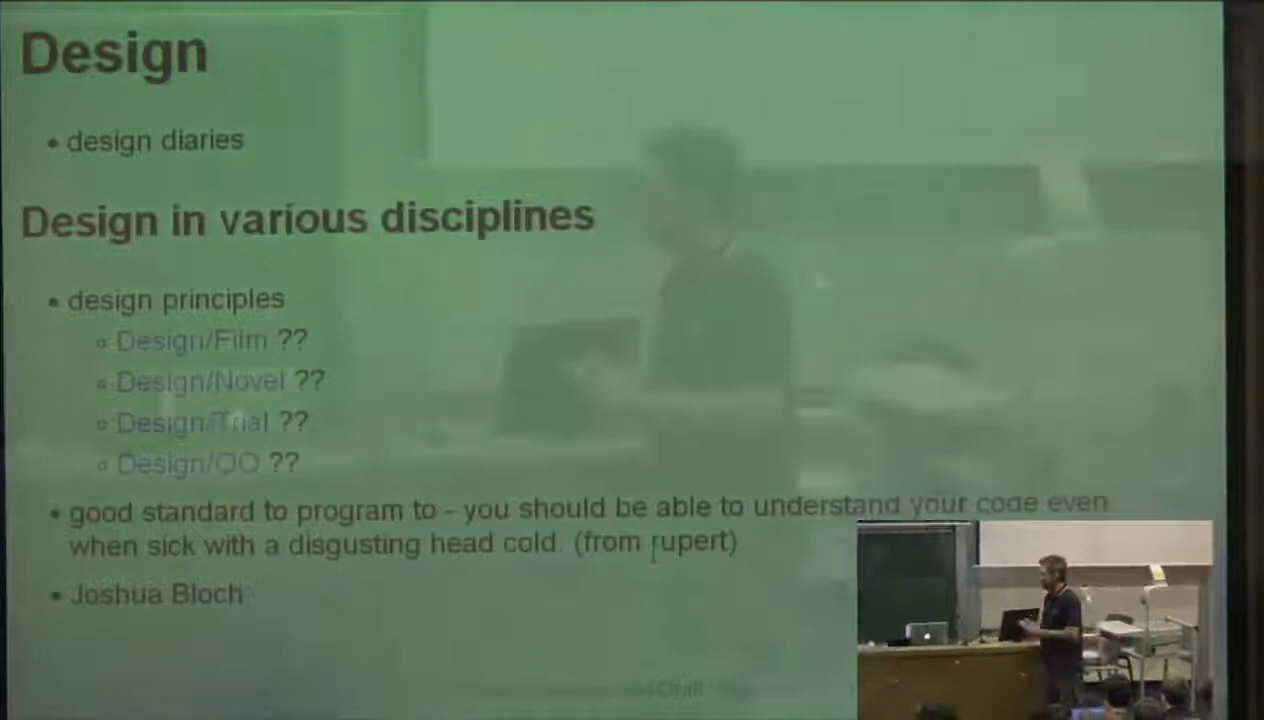 Design
• design diaries
Design in various disciplines
• design principles
◦ Design/Film ??
◦ Design/Novel ??
◦ Design/Trial ??
◦ Design/OO ??
• good standard to program to - you should be able to understand your code even
when sick with a disgusting head cold. (from rupert)
• Joshua Bloch